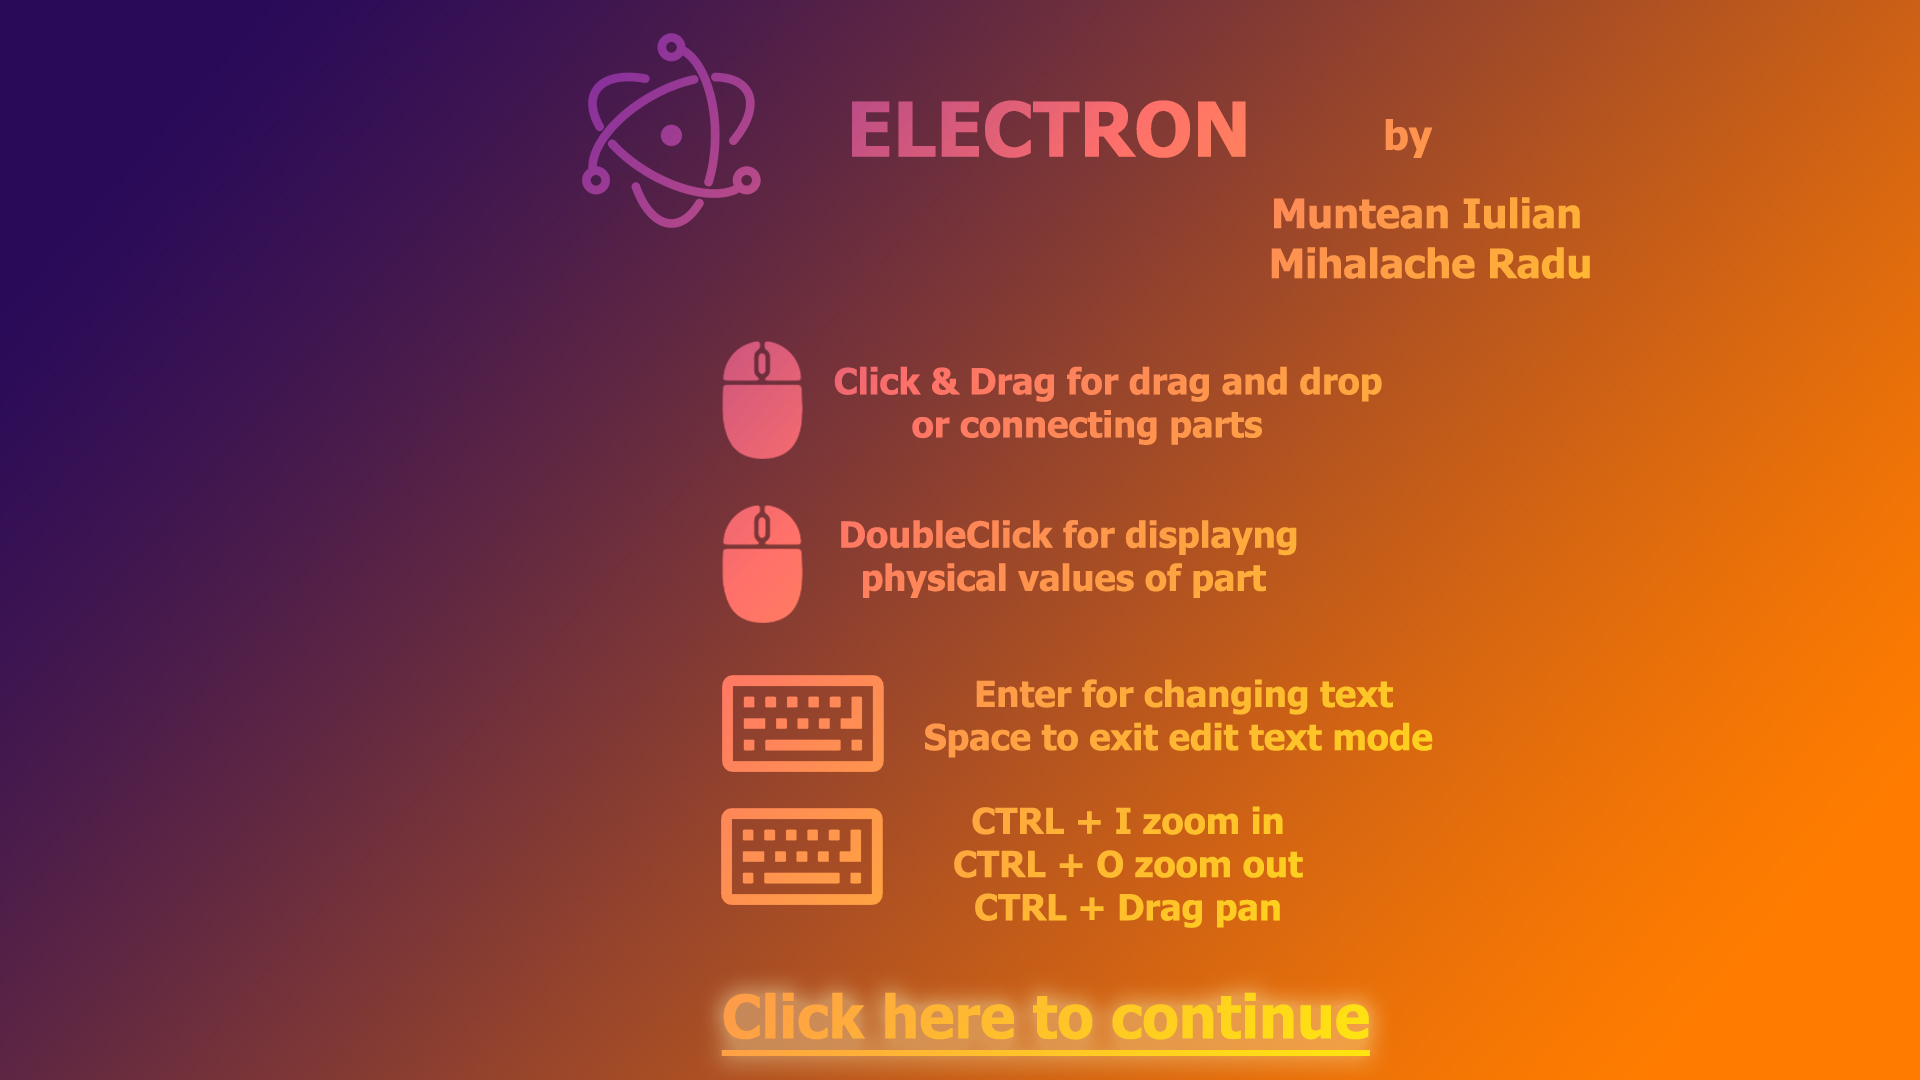 ELECTRON
by
Muntean Iulian
Mihalache Radu
Click & Drag for drag and drop
or connecting parts
DoubleClick for displayng
physical values of part
Enter for changing text
Space to exit edit text mode
CTRL + I zoom in
CTRL + O zoom out
CTRL + Drag pan
Click here to continue